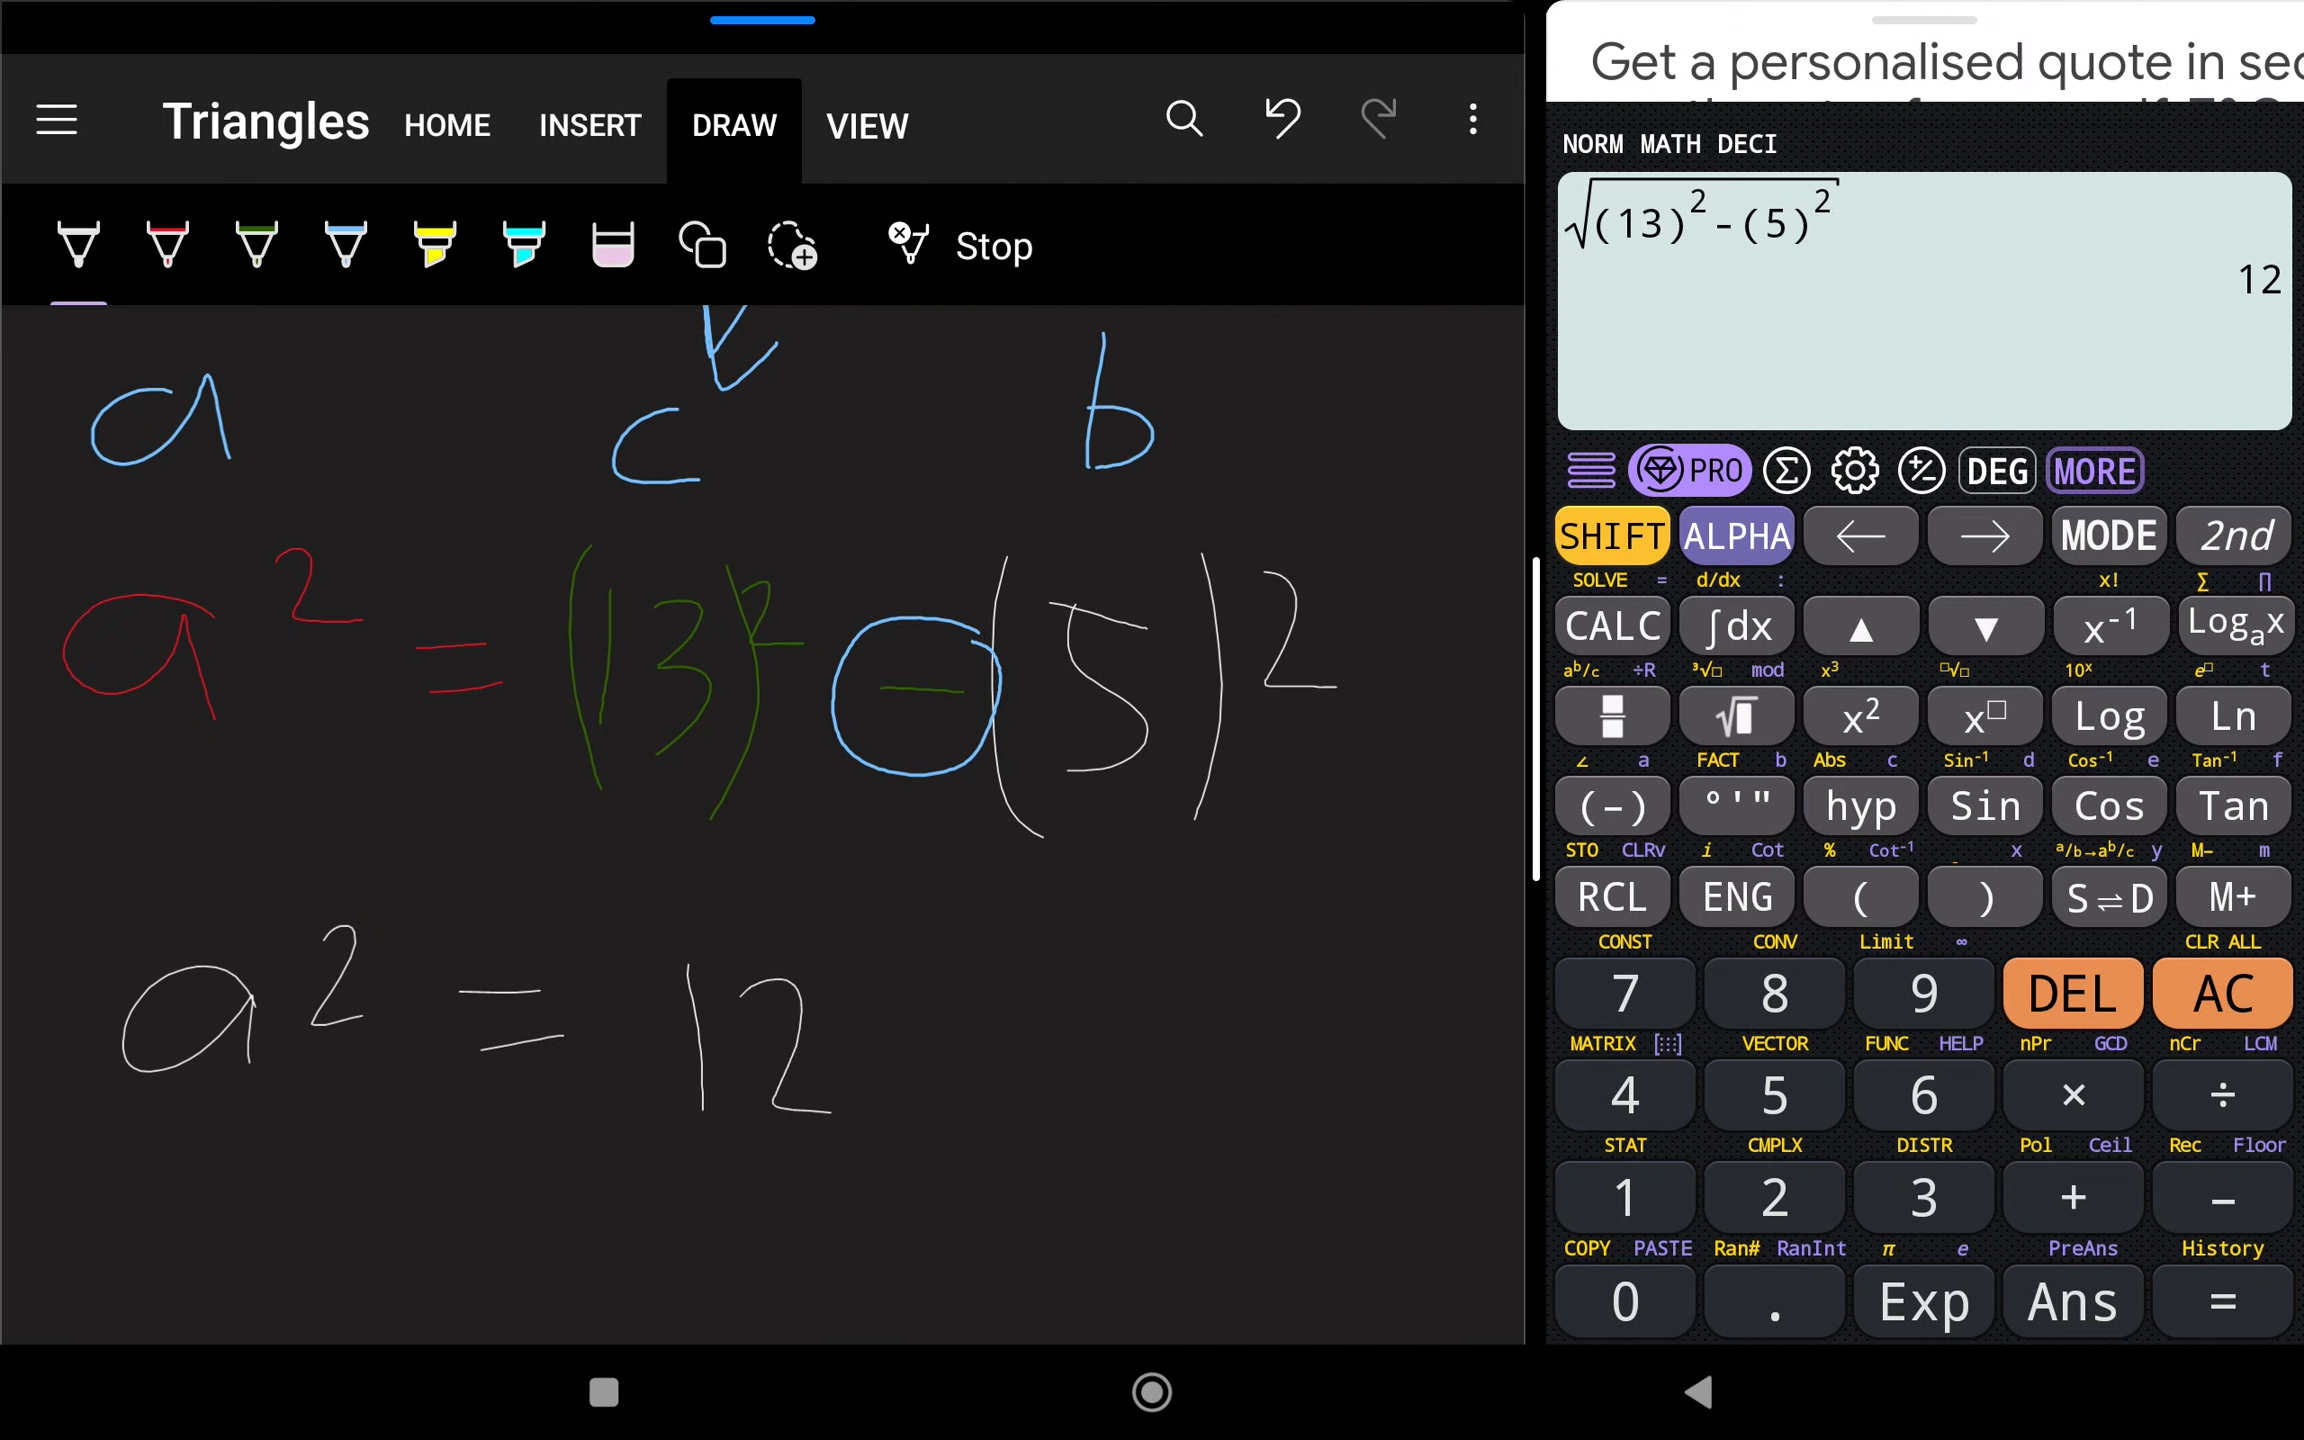 Get a personalised quote in sec
Triangles HOME INSERT DRAW VIEW
Stop
NORM MATH DECI
√(13)²-(5)²
12
a c b
a² = (13)² - (5)²
a² = 12
PRO Σ +/- DEG MORE
SHIFT ALPHA ← → MODE 2nd
SOLVE = d/dx : x! Σ Π
CALC ∫dx ▲ ▼ x⁻¹ Logₐx
aᵇ/c ÷R ³√□ mod x³ □√□ 10ˣ e□ t
√ x² x□ Log Ln
∠ a FACT b Abs c Sin⁻¹ d Cos⁻¹ e Tan⁻¹ f
(−) °'" hyp Sin Cos Tan
STO CLRv i Cot % Cot⁻¹ x a/b→aᵇ/c y M− m
RCL ENG ( ) S⇌D M+
CONST CONV Limit ∞ CLR ALL
7 8 9 DEL AC
MATRIX VECTOR FUNC HELP nPr GCD nCr LCM
4 5 6 × ÷
STAT CMPLX DISTR Pol Ceil Rec Floor
1 2 3 + −
COPY PASTE Ran# RanInt π e PreAns History
0 . Exp Ans =